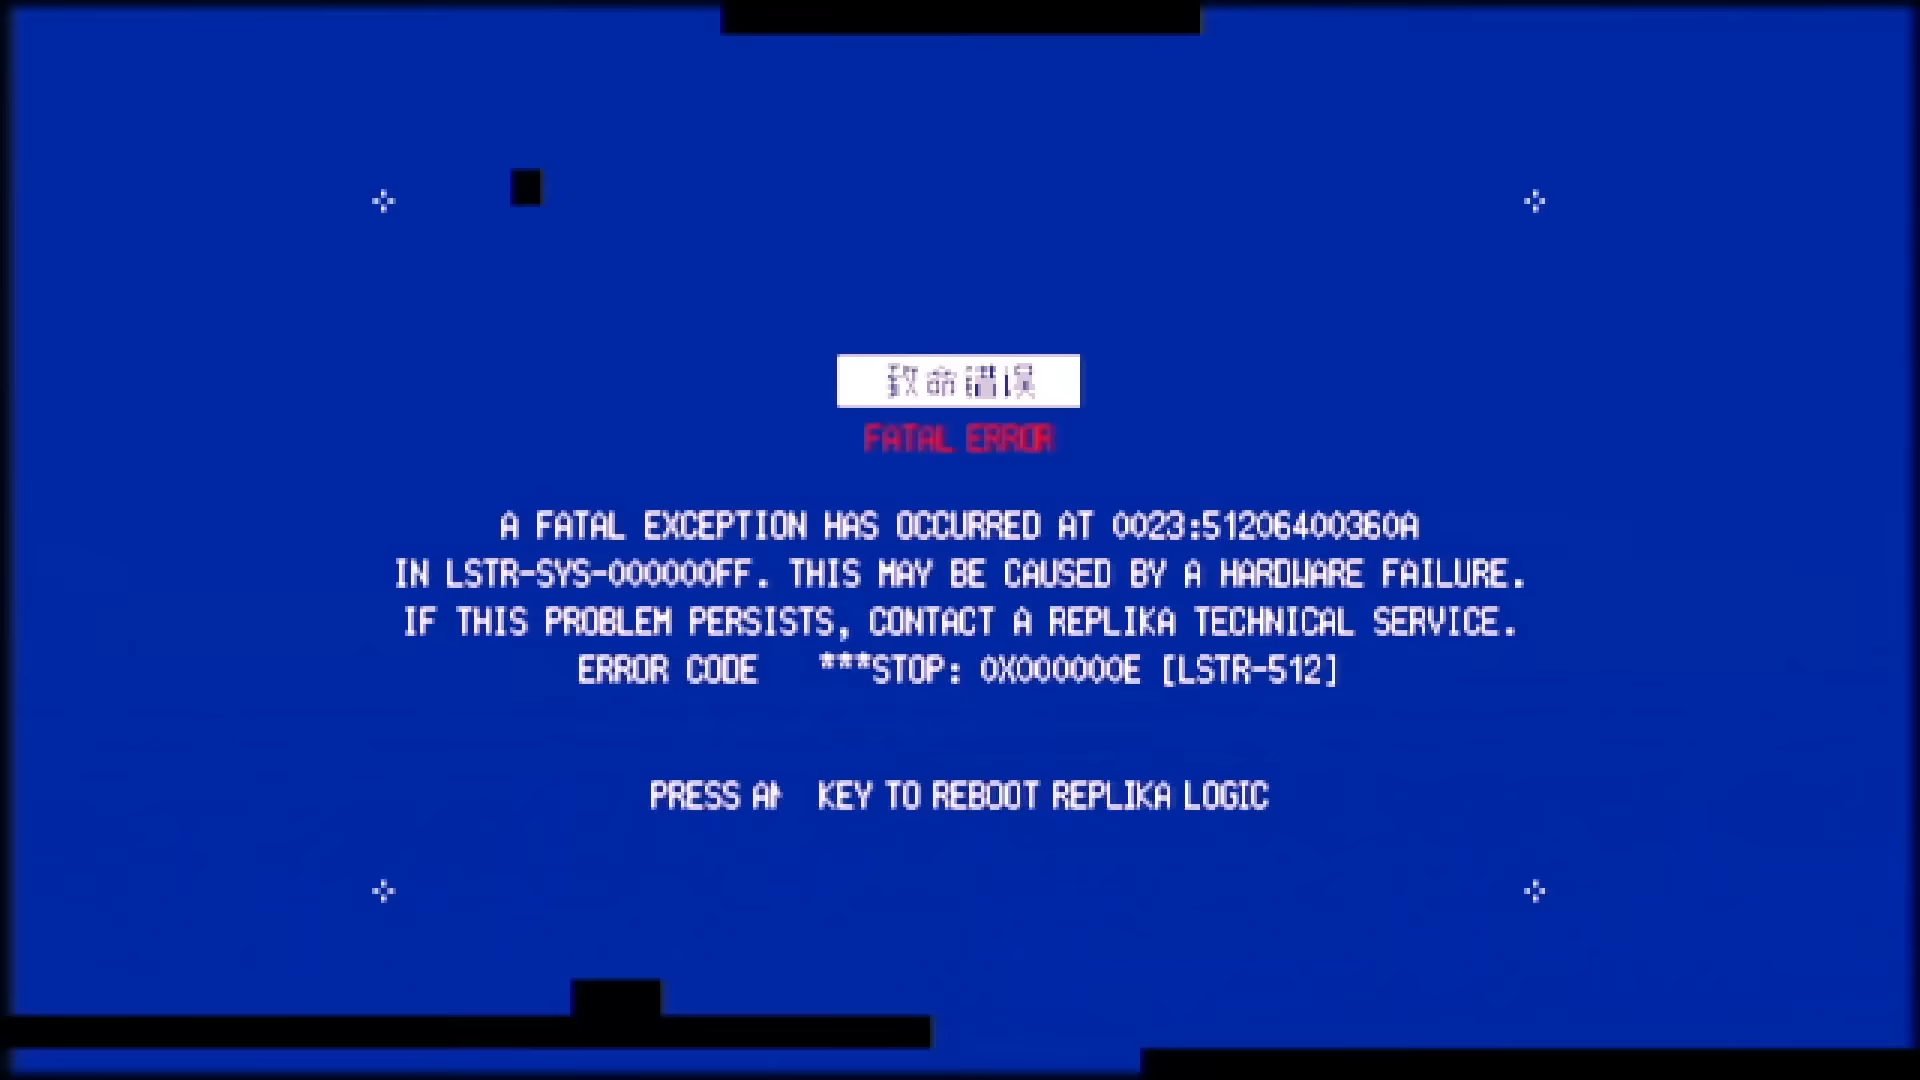 致命错误
FATAL ERROR
A FATAL EXCEPTION HAS OCCURRED AT 0023:51206400360A
IN LSTR-SYS-000000FF. THIS MAY BE CAUSED BY A HARDWARE FAILURE.
IF THIS PROBLEM PERSISTS, CONTACT A REPLIKA TECHNICAL SERVICE.
ERROR CODE ***STOP: 0X000000E [LSTR-512]
PRESS KEY TO REBOOT REPLIKA LOGIC